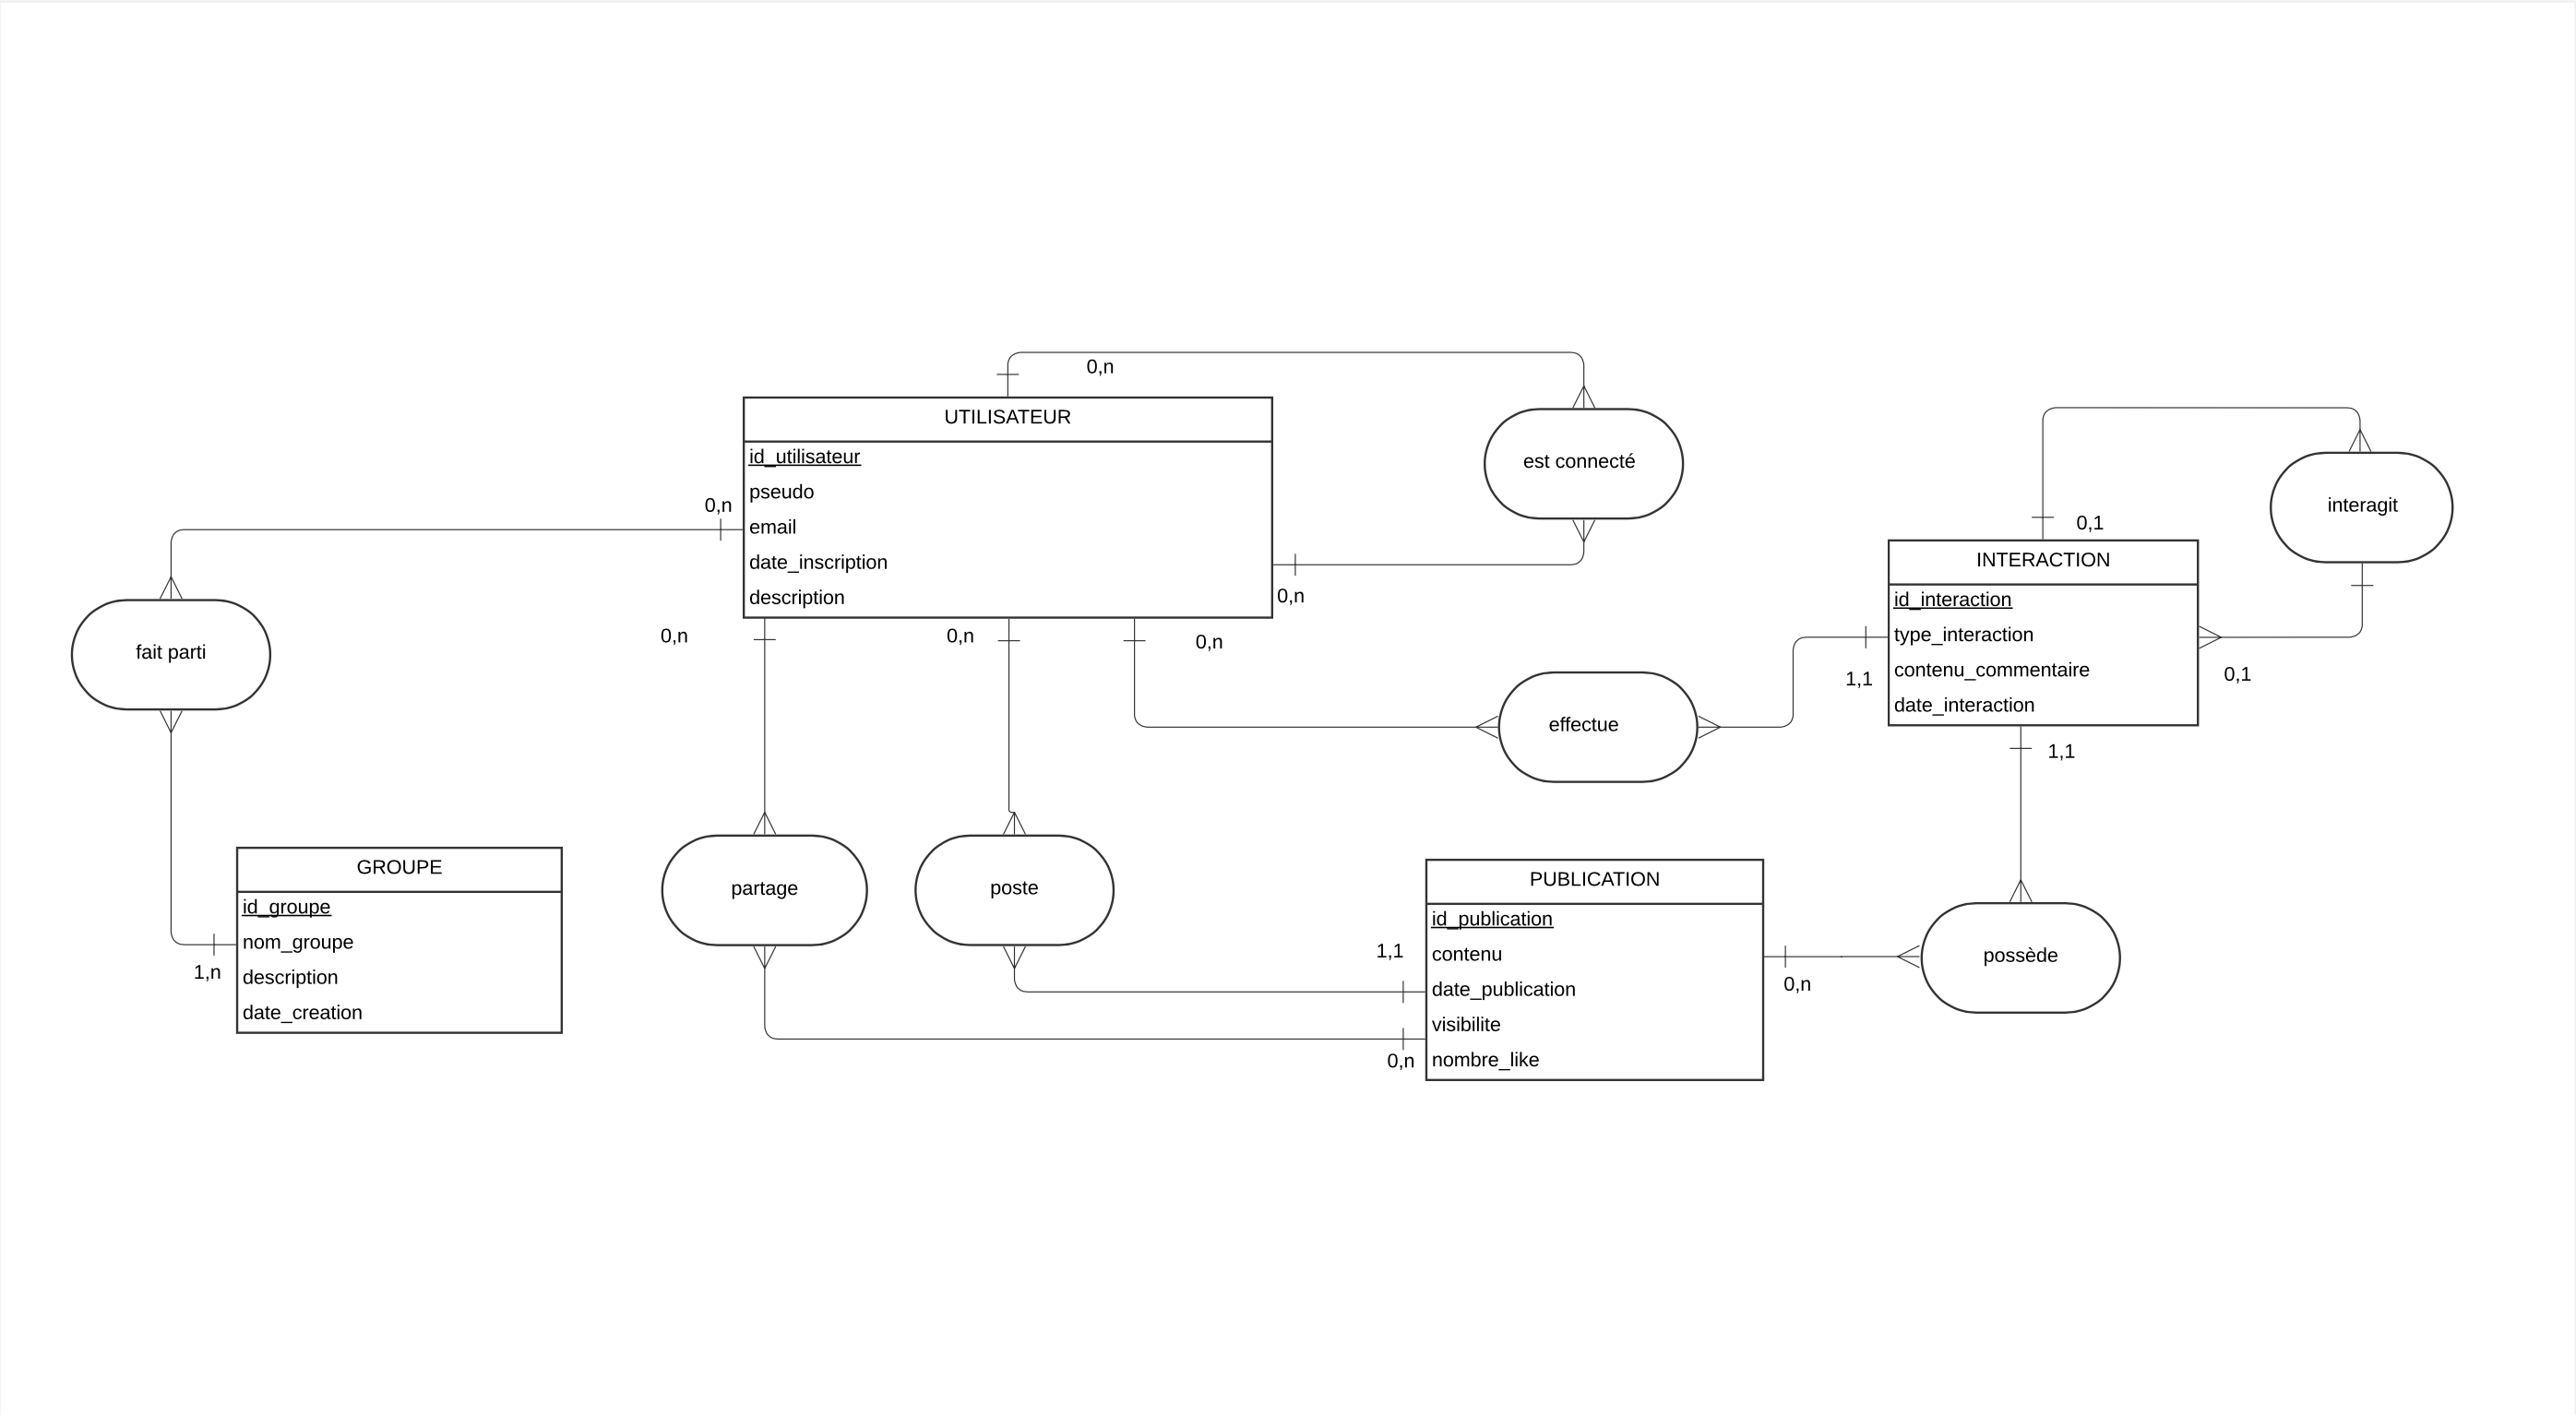 0,n
UTILISATEUR
id_utilisateur
pseudo
email
date_inscription
description
est connecté
0,n
0,n
0,n
0,n
0,n
fait parti
interagit
0,1
INTERACTION
id_interaction
type_interaction
contenu_commentaire
date_interaction
0,1
1,1
1,1
effectue
GROUPE
id_groupe
nom_groupe
description
date_creation
1,n
partage
poste
PUBLICATION
id_publication
contenu
date_publication
visibilite
nombre_like
1,1
0,n
0,n
possède